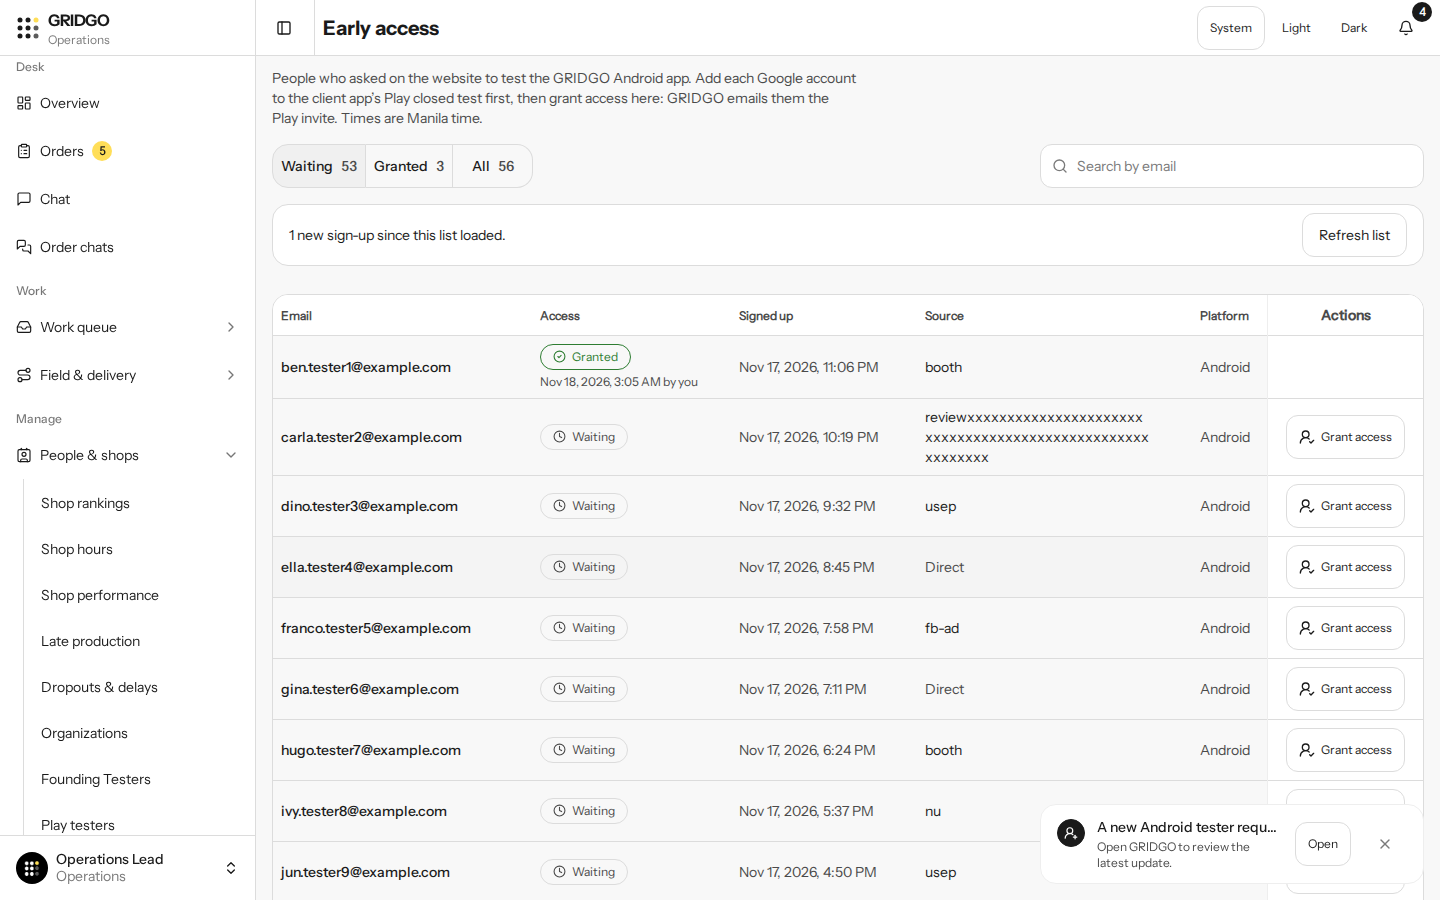 GRIDGO
Operations
Early access
System
Light
Dark
4
Desk
Overview
Orders 5
Chat
Order chats
Work
Work queue
Field & delivery
Manage
People & shops
Shop rankings
Shop hours
Shop performance
Late production
Dropouts & delays
Organizations
Founding Testers
Play testers
Operations Lead
Operations
People who asked on the website to test the GRIDGO Android app. Add each Google account
to the client app's Play closed test first, then grant access here: GRIDGO emails them the
Play invite. Times are Manila time.
Waiting 53 Granted 3 All 56
Search by email
1 new sign-up since this list loaded.
Refresh list
Email Access Signed up Source Platform Actions
ben.tester1@example.com Granted Nov 17, 2026, 11:06 PM booth Android
Nov 18, 2026, 3:05 AM by you
reviewxxxxxxxxxxxxxxxxxxxxxx
carla.tester2@example.com Waiting Nov 17, 2026, 10:19 PM xxxxxxxxxxxxxxxxxxxxxxxxxxxx Android Grant access
xxxxxxxx
dino.tester3@example.com Waiting Nov 17, 2026, 9:32 PM usep Android Grant access
ella.tester4@example.com Waiting Nov 17, 2026, 8:45 PM Direct Android Grant access
franco.tester5@example.com Waiting Nov 17, 2026, 7:58 PM fb-ad Android Grant access
gina.tester6@example.com Waiting Nov 17, 2026, 7:11 PM Direct Android Grant access
hugo.tester7@example.com Waiting Nov 17, 2026, 6:24 PM booth Android Grant access
ivy.tester8@example.com Waiting Nov 17, 2026, 5:37 PM nu
jun.tester9@example.com Waiting Nov 17, 2026, 4:50 PM usep
A new Android tester requ...
Open GRIDGO to review the
latest update.
Open